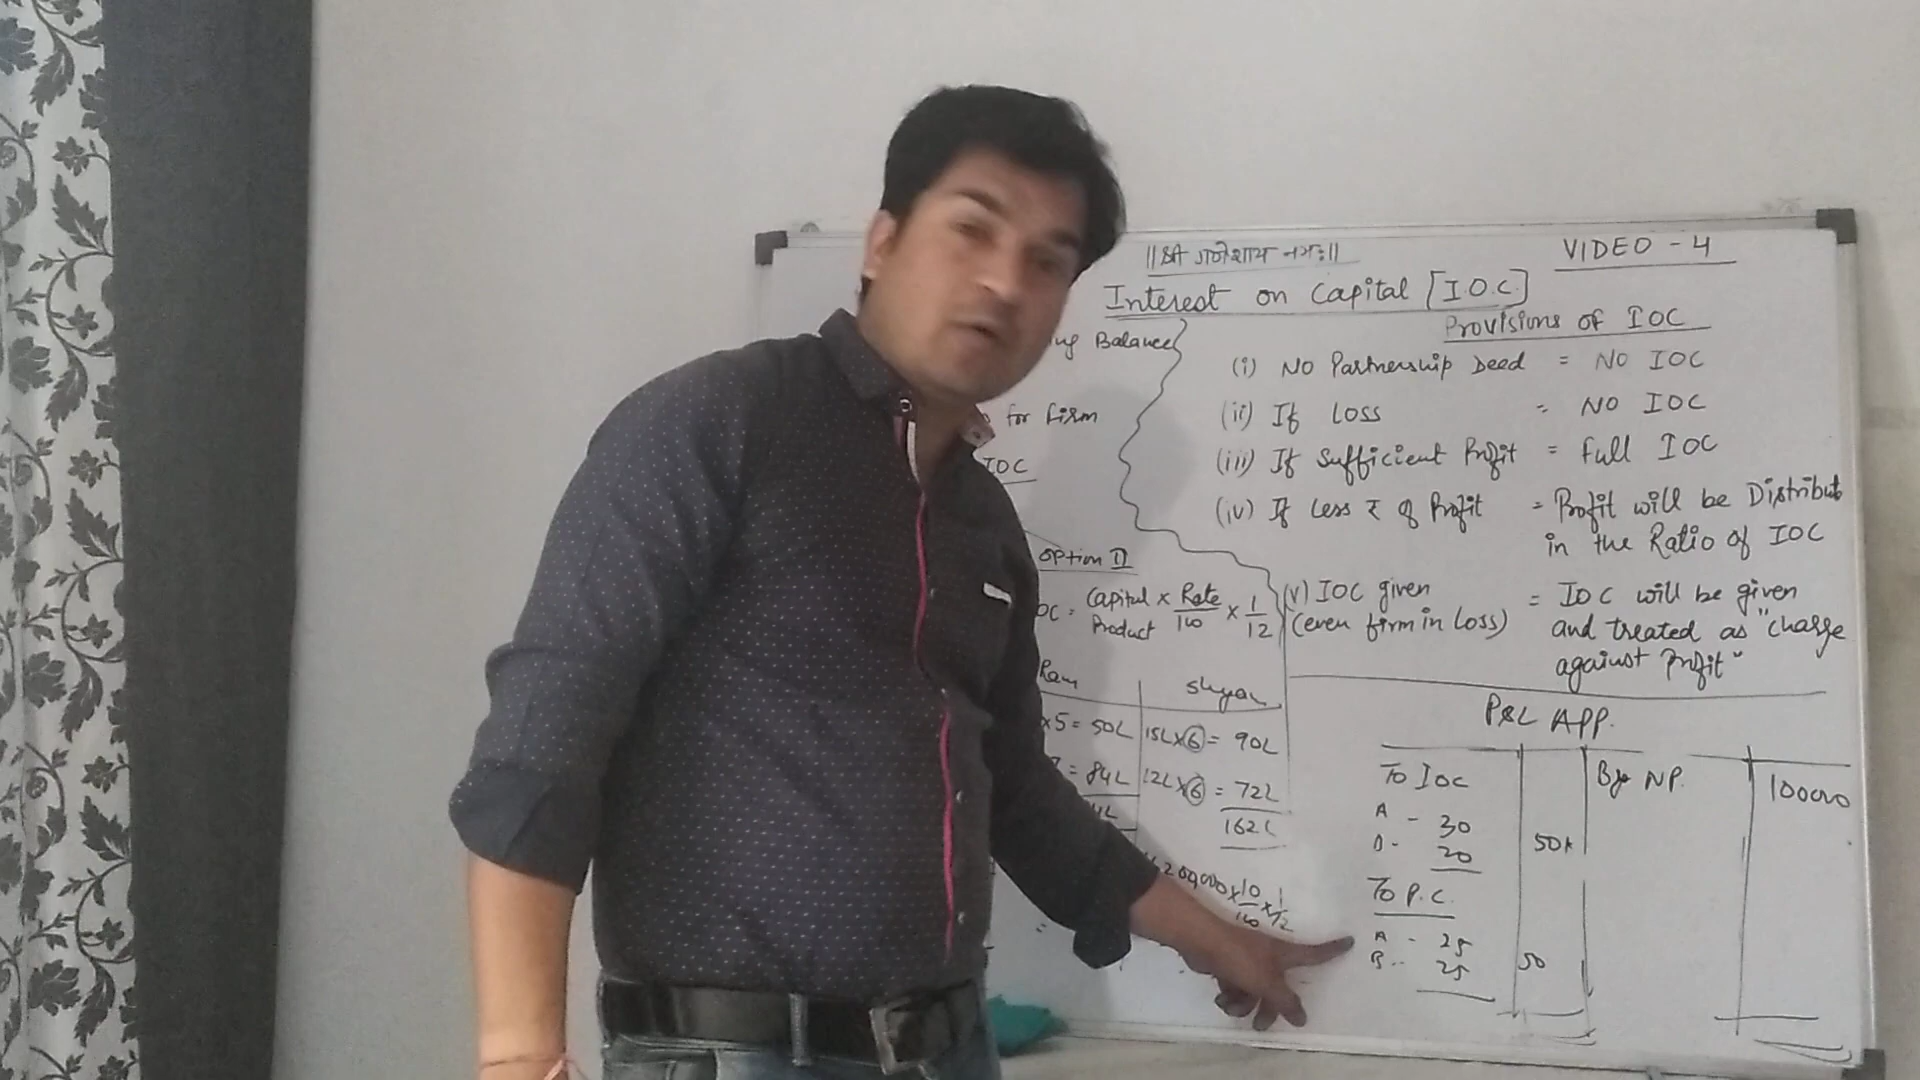 ॥ श्री गणेशाय नमः ॥
VIDEO - 4
Interest on Capital [I.O.C.]
Provisions of IOC
Balance
(i) No Partnership Deed = NO IOC
for firm
(ii) If Loss = NO IOC
IOC
(iii) If Sufficient Profit = Full IOC
(iv) If Less ₹ of Profit = Profit will be Distribut
in the Ratio of IOC
option II
OC = Capital Product × Rate/100 × 1/12
(v) IOC given = IOC will be given
(even firm in Loss) and treated as "charge
against Profit"
Ram
Shyam
×5 = 50L
15L×6 = 90L
7 = 84L
12L×6 = 72L
162L
×10/100×1/12
P&L APP.
To IOC
By NP. 100000
A - 30
20
50k
To P.C.
A - 25
B - 25
50